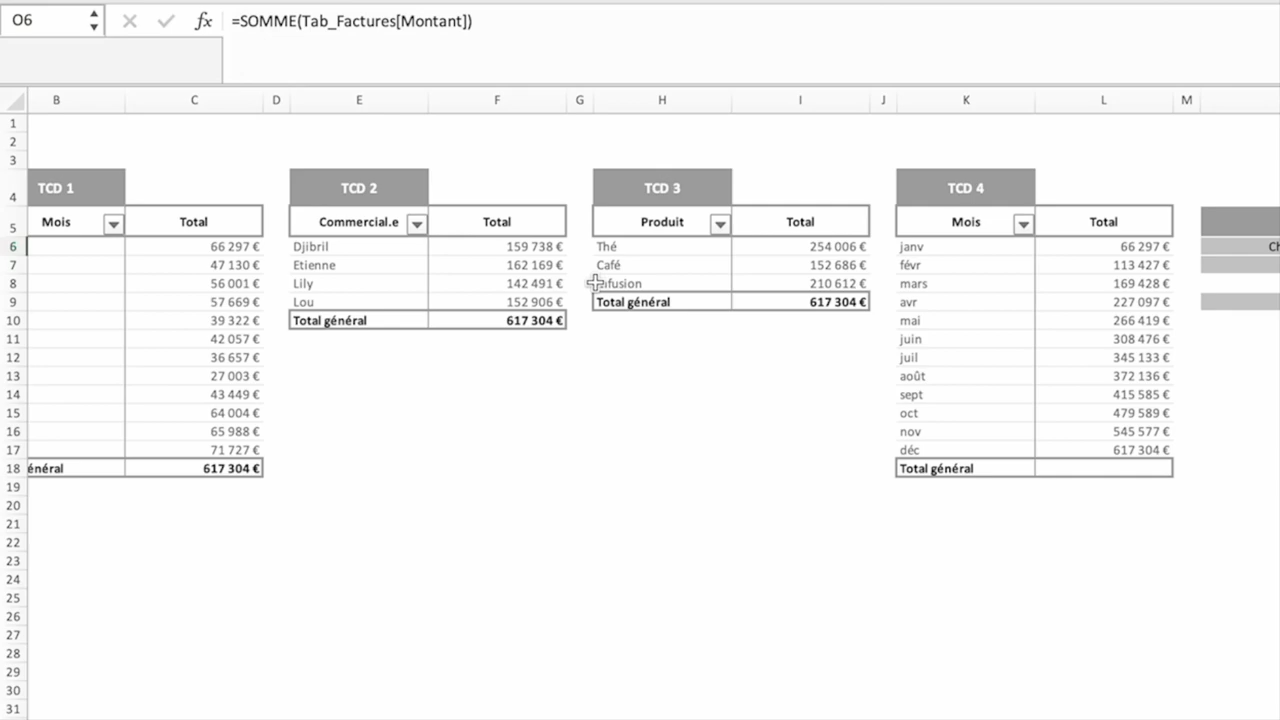 O6 fx =SOMME(Tab_Factures[Montant])
B C D E F G H I J K L M
1
2
3
4 TCD 1 TCD 2 TCD 3 TCD 4
5 Mois Total Commercial.e Total Produit Total Mois Total
6 66 297 € Djibril 159 738 € Thé 254 006 € janv 66 297 €
7 47 130 € Etienne 162 169 € Café 152 686 € févr 113 427 €
8 56 001 € Lily 142 491 € 210 612 € mars 169 428 €
9 57 669 € Lou 152 906 € Total général 617 304 € avr 227 097 €
10 39 322 € Total général 617 304 € mai 266 419 €
11 42 057 € juin 308 476 €
12 36 657 € juil 345 133 €
13 27 003 € août 372 136 €
14 43 449 € sept 415 585 €
15 64 004 € oct 479 589 €
16 65 988 € nov 545 577 €
17 71 727 € déc 617 304 €
18 énéral 617 304 € Total général
19
20
21
22
23
24
25
26
27
28
29
30
31